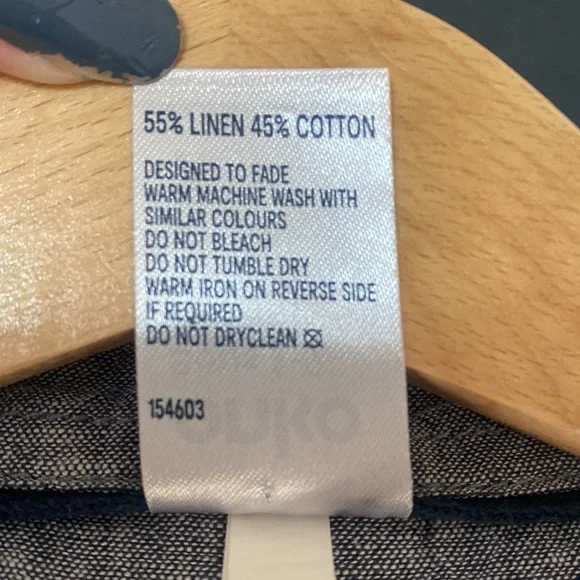 55% LINEN 45% COTTON
DESIGNED TO FADE
WARM MACHINE WASH WITH
SIMILAR COLOURS
DO NOT BLEACH
DO NOT TUMBLE DRY
WARM IRON ON REVERSE SIDE
IF REQUIRED
DO NOT DRYCLEAN
154603